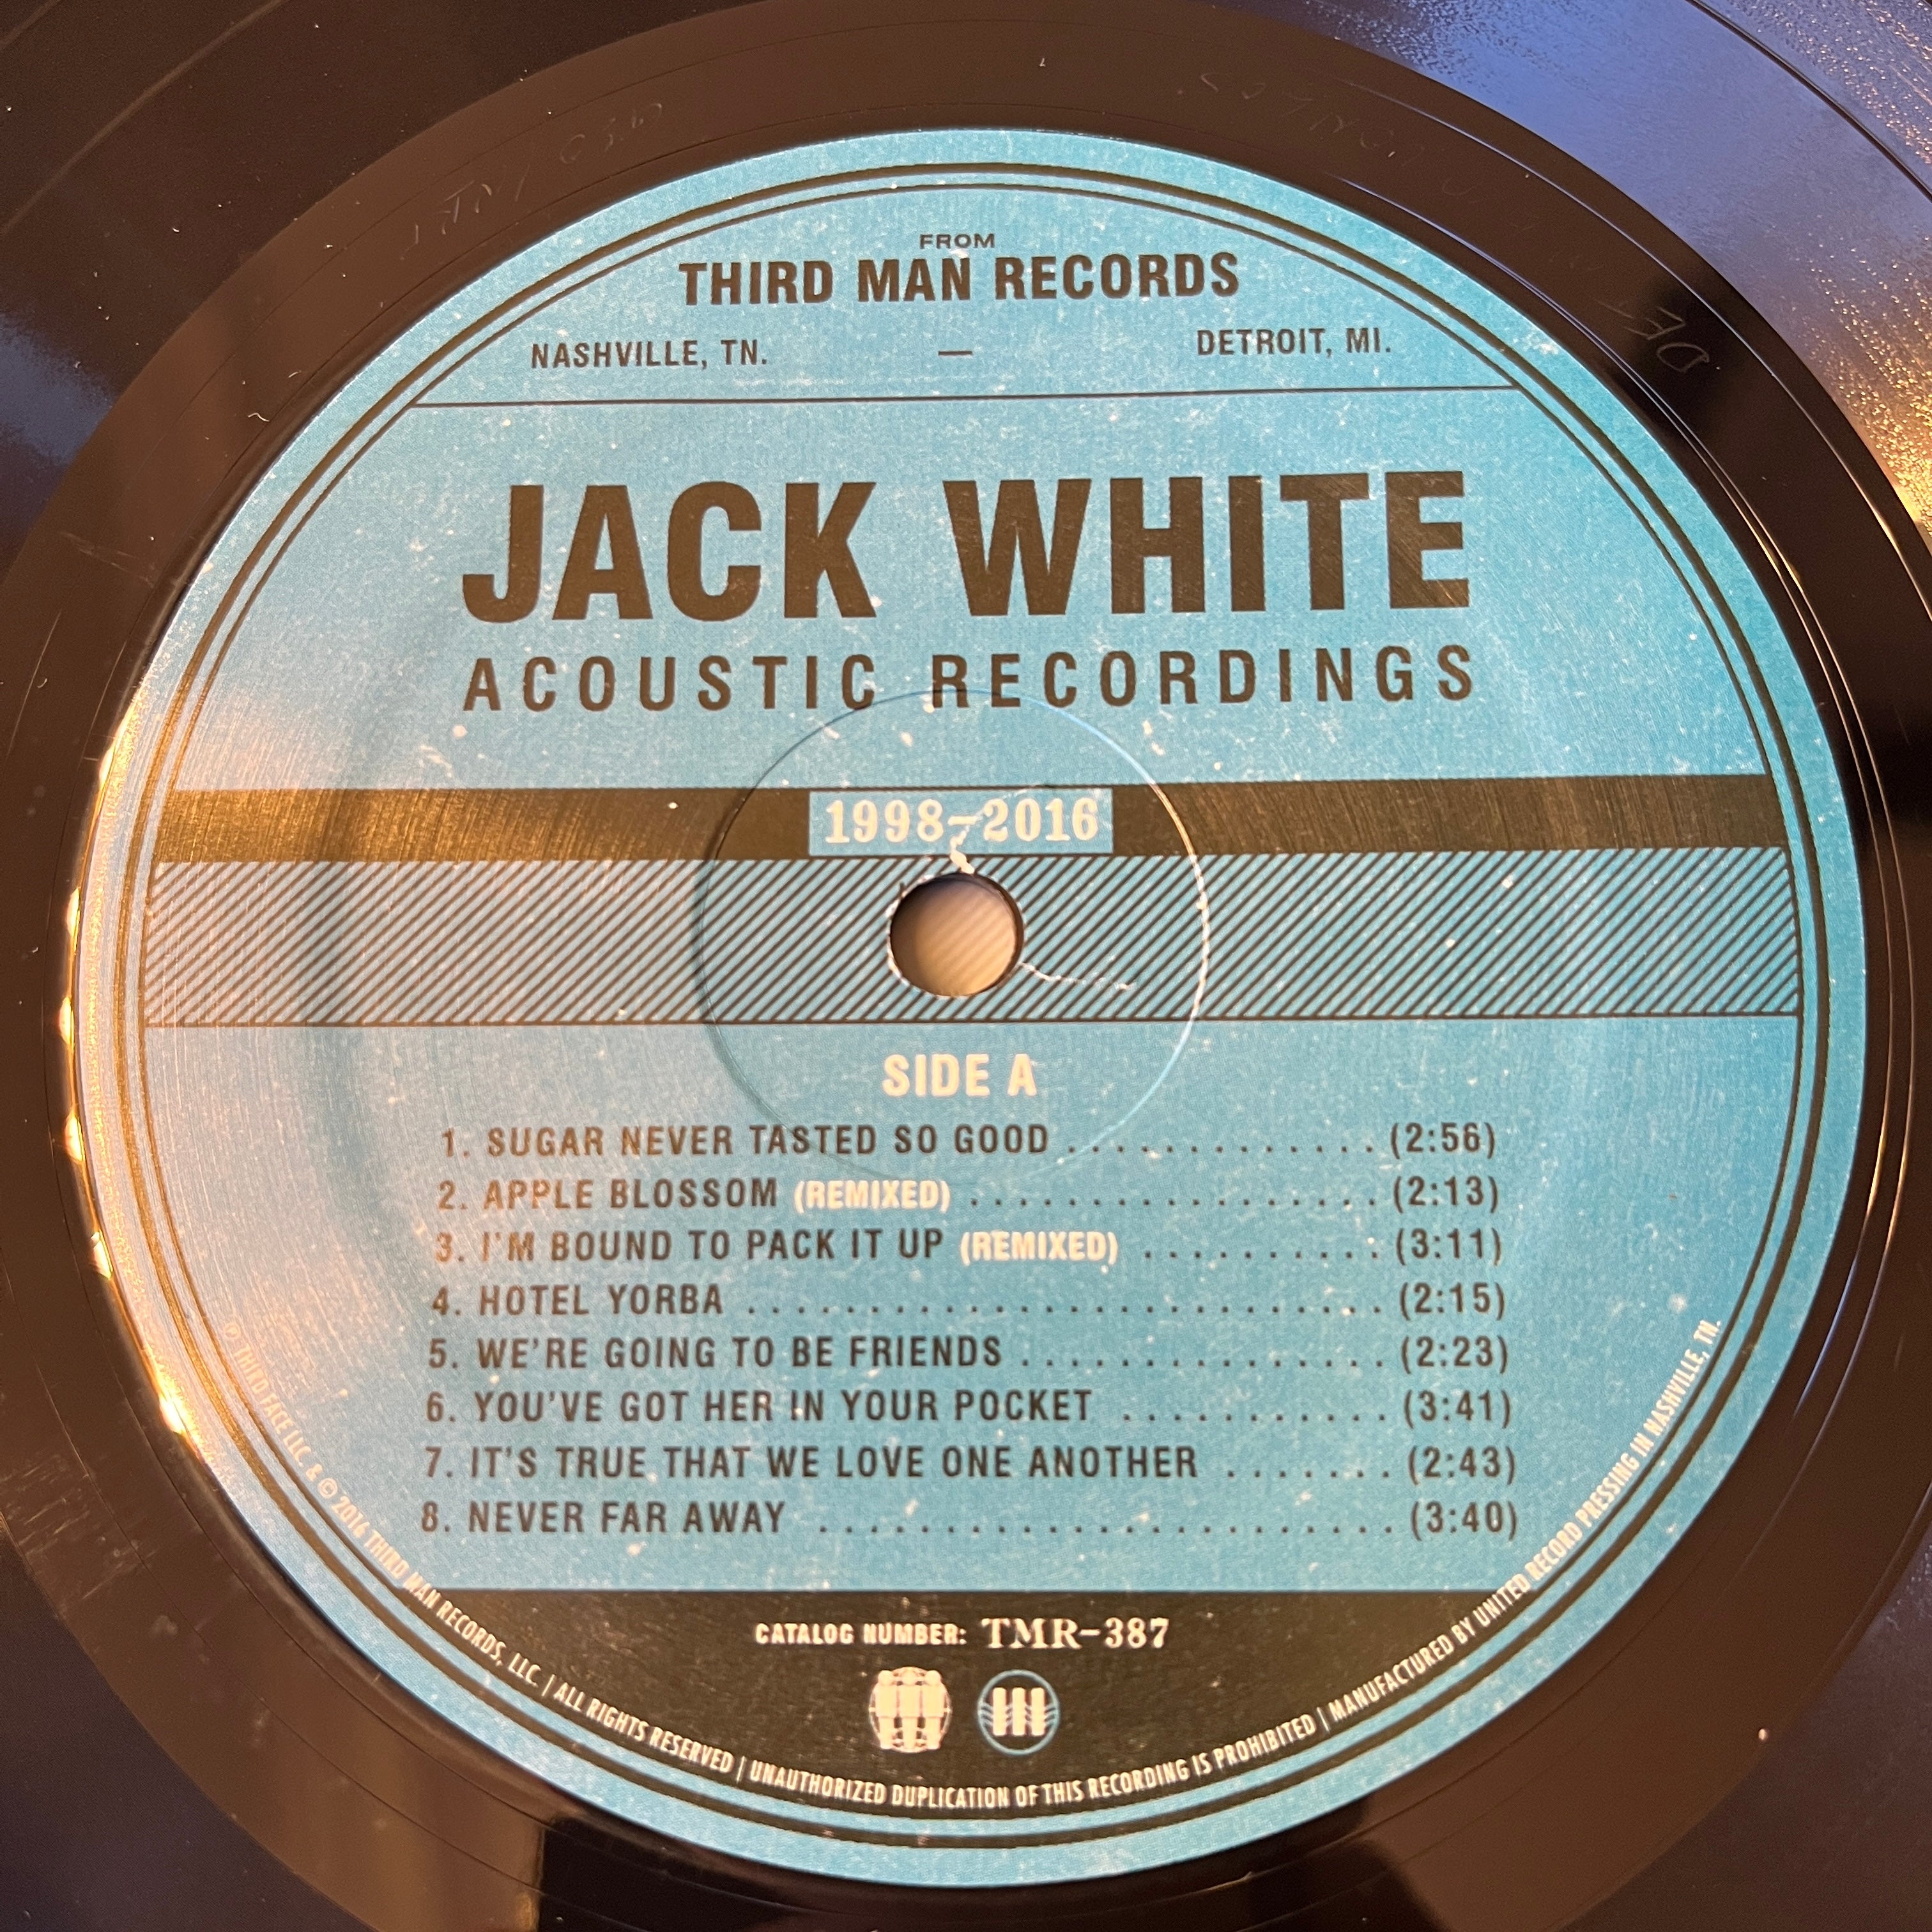 FROM
THIRD MAN RECORDS
NASHVILLE, TN. — DETROIT, MI.
JACK WHITE
ACOUSTIC RECORDINGS
1998-2016
SIDE A
1. SUGAR NEVER TASTED SO GOOD . . . . . . . . . . . . . (2:56)
2. APPLE BLOSSOM (REMIXED) . . . . . . . . . . . . . . . . . (2:13)
3. I'M BOUND TO PACK IT UP (REMIXED) . . . . . . . . . . (3:11)
4. HOTEL YORBA . . . . . . . . . . . . . . . . . . . . . . . . . . (2:15)
5. WE'RE GOING TO BE FRIENDS . . . . . . . . . . . . . . . (2:23)
6. YOU'VE GOT HER IN YOUR POCKET . . . . . . . . . . . (3:41)
7. IT'S TRUE THAT WE LOVE ONE ANOTHER . . . . . . . (2:43)
8. NEVER FAR AWAY . . . . . . . . . . . . . . . . . . . . . . . (3:40)
CATALOG NUMBER: TMR-387
℗ THIRD FACE LLC. & © 2016 THIRD MAN RECORDS, LLC. | ALL RIGHTS RESERVED | UNAUTHORIZED DUPLICATION OF THIS RECORDING IS PROHIBITED | MANUFACTURED BY UNITED RECORD PRESSING IN NASHVILLE, TN.